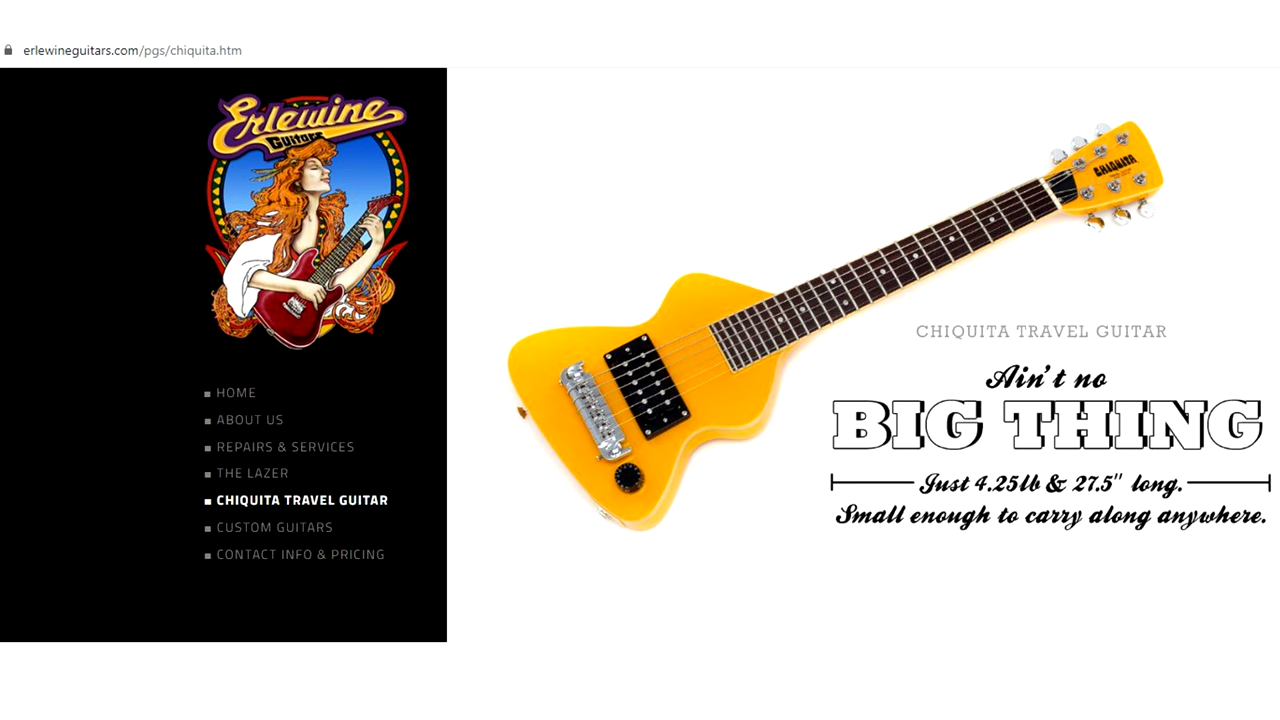 erlewineguitars.com/pgs/chiquita.htm
Erlewine
Guitars
HOME
ABOUT US
REPAIRS & SERVICES
THE LAZER
CHIQUITA TRAVEL GUITAR
CUSTOM GUITARS
CONTACT INFO & PRICING
CHIQUITA
CHIQUITA TRAVEL GUITAR
Ain't no
BIG THING
Just 4.25lb & 27.5" long.
Small enough to carry along anywhere.